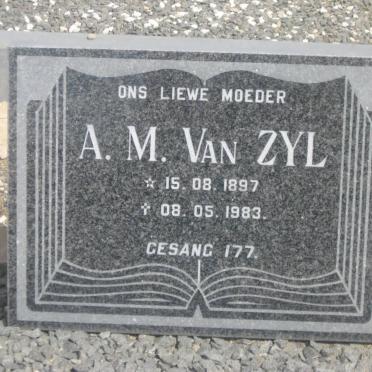 ONS LIEWE MOEDER
A. M. VAN ZYL
☆ 15. 08. 1897
✝ 08. 05. 1983.
GESANG 177.